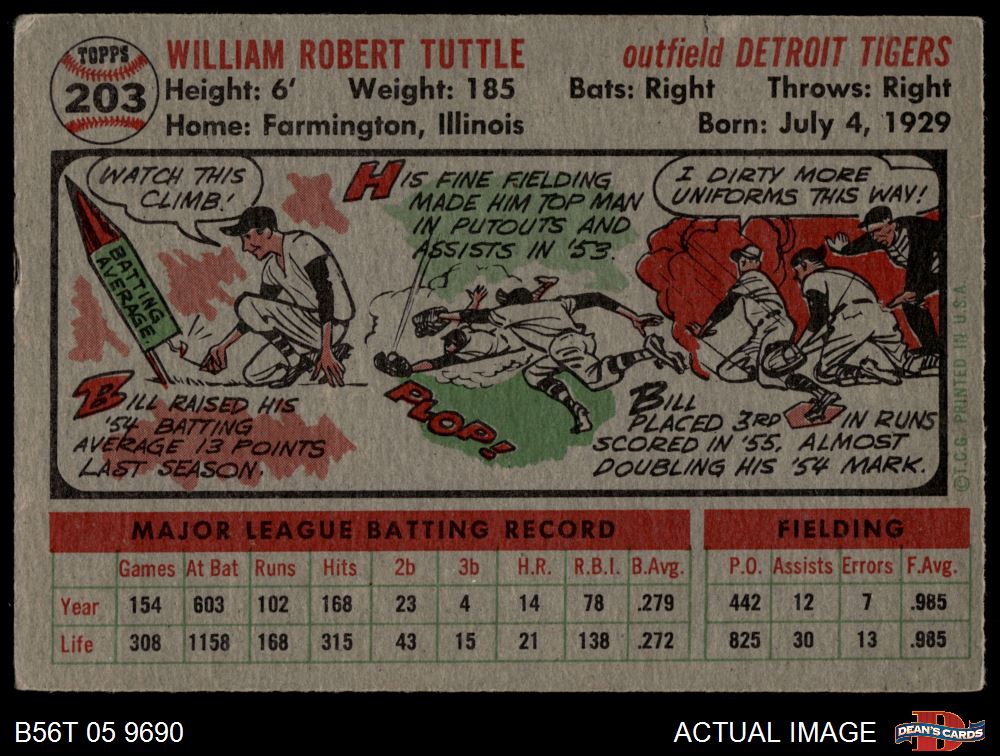 TOPPS
203
WILLIAM ROBERT TUTTLE
outfield DETROIT TIGERS
Height: 6'
Weight: 185
Bats: Right
Throws: Right
Home: Farmington, Illinois
Born: July 4, 1929
WATCH THIS
CLIMB!
BATTING
AVERAGE
BILL RAISED HIS
'54 BATTING
AVERAGE 13 POINTS
LAST SEASON.
HIS FINE FIELDING
MADE HIM TOP MAN
IN PUTOUTS AND
ASSISTS IN '53.
PLOP!
I DIRTY MORE
UNIFORMS THIS WAY!
BILL
PLACED 3RD IN RUNS
SCORED IN '55, ALMOST
DOUBLING HIS '54 MARK.
©T.C.G. PRINTED IN U.S.A.
MAJOR LEAGUE BATTING RECORD
FIELDING
Games At Bat Runs Hits 2b 3b H.R. R.B.I. B.Avg. P.O. Assists Errors F.Avg.
Year 154 603 102 168 23 4 14 78 .279 442 12 7 .985
Life 308 1158 168 315 43 15 21 138 .272 825 30 13 .985
B56T 05 9690
ACTUAL IMAGE
D
DEAN'S CARDS